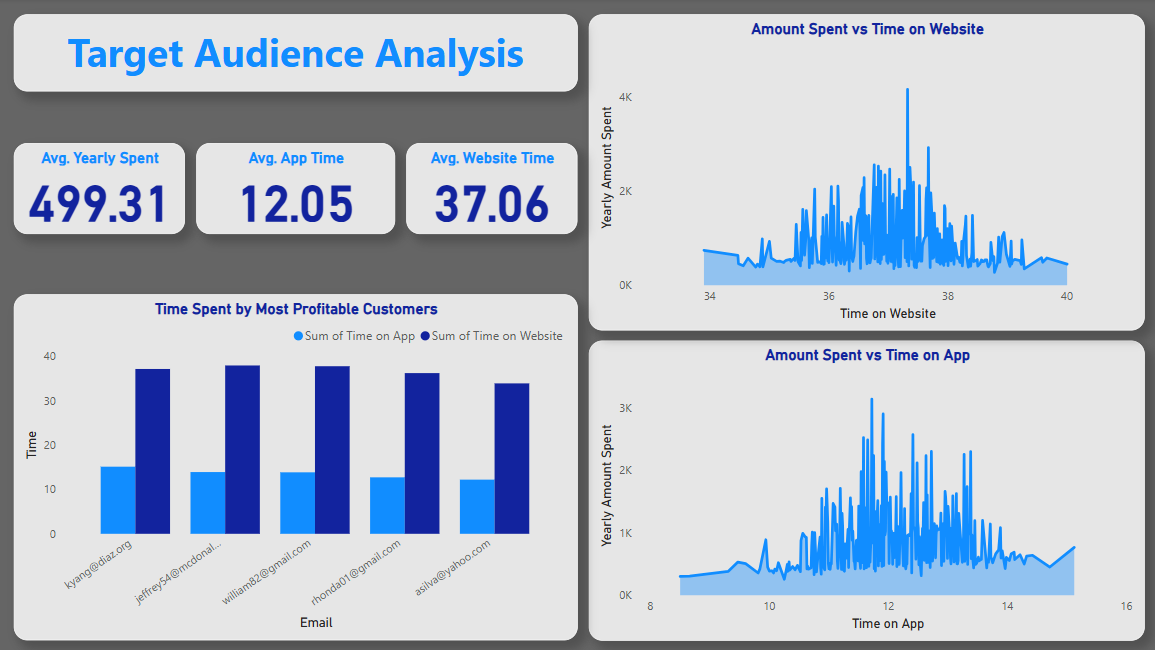 Target Audience Analysis
Avg. Yearly Spent
499.31
Avg. App Time
12.05
Avg. Website Time
37.06
Time Spent by Most Profitable Customers
Sum of Time on App
Sum of Time on Website
Time
40
30
20
10
0
kyang@diaz.org
jeffrey54@mcdonal...
william82@gmail.com
rhonda01@gmail.com
asilva@yahoo.com
Email
Amount Spent vs Time on Website
Yearly Amount Spent
4K
2K
0K
34 36 38 40
Time on Website
Amount Spent vs Time on App
Yearly Amount Spent
3K
2K
1K
0K
8 10 12 14 16
Time on App